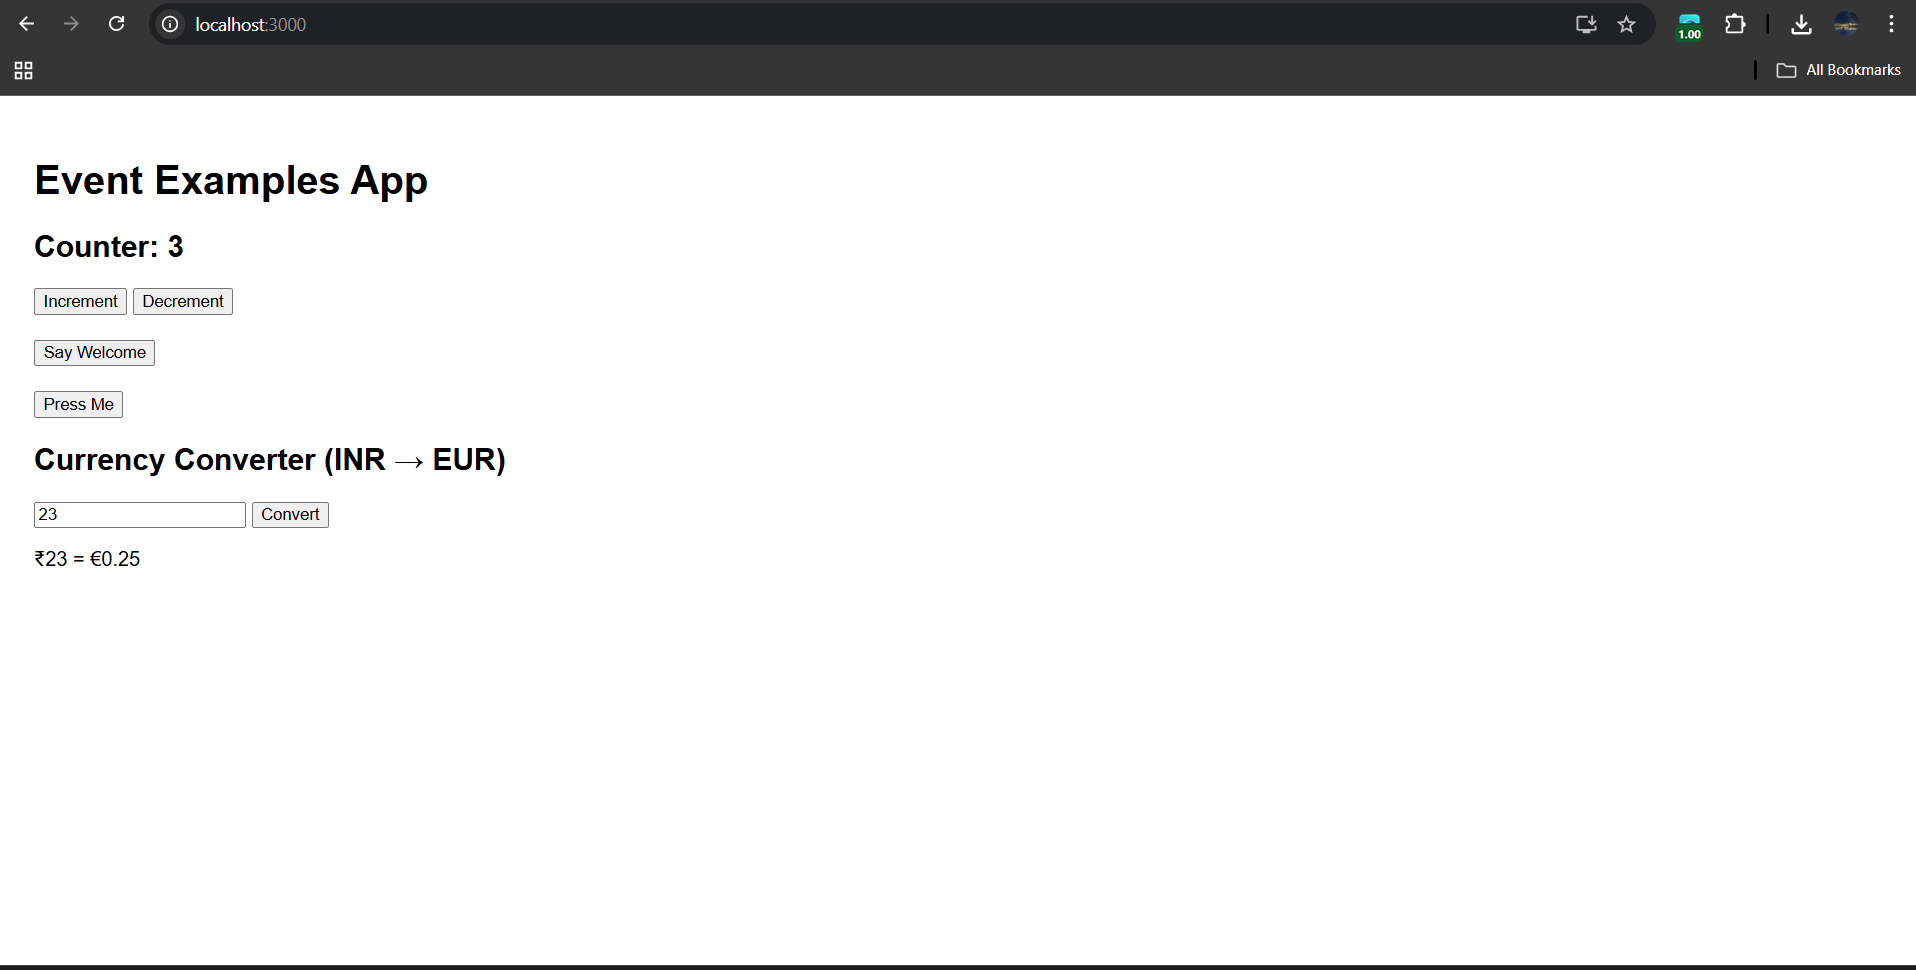 localhost:3000
1.00
All Bookmarks
Event Examples App
Counter: 3
Increment Decrement
Say Welcome
Press Me
Currency Converter (INR → EUR)
23 Convert
₹23 = €0.25